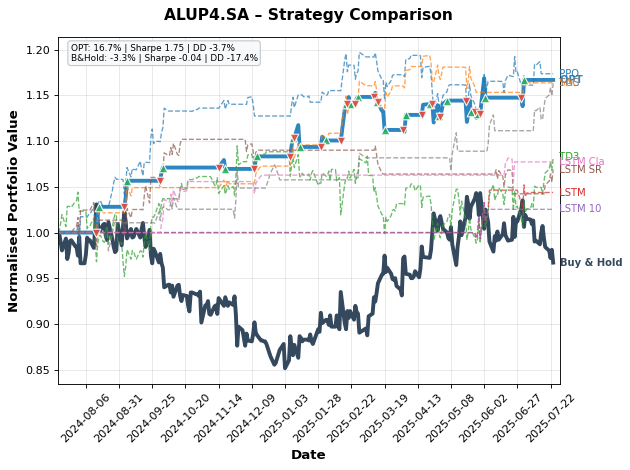 ALUP4.SA – Strategy Comparison
OPT: 16.7% | Sharpe 1.75 | DD -3.7%
B&Hold: -3.3% | Sharpe -0.04 | DD -17.4%
Normalised Portfolio Value
1.20
1.15
1.10
1.05
1.00
0.95
0.90
0.85
PPO
OPT
TD3
LSTM Cla
LSTM SR
LSTM
LSTM 10
Buy & Hold
2024-08-06
2024-08-31
2024-09-25
2024-10-20
2024-11-14
2024-12-09
2025-01-03
2025-01-28
2025-02-22
2025-03-19
2025-04-13
2025-05-08
2025-06-02
2025-06-27
2025-07-22
Date